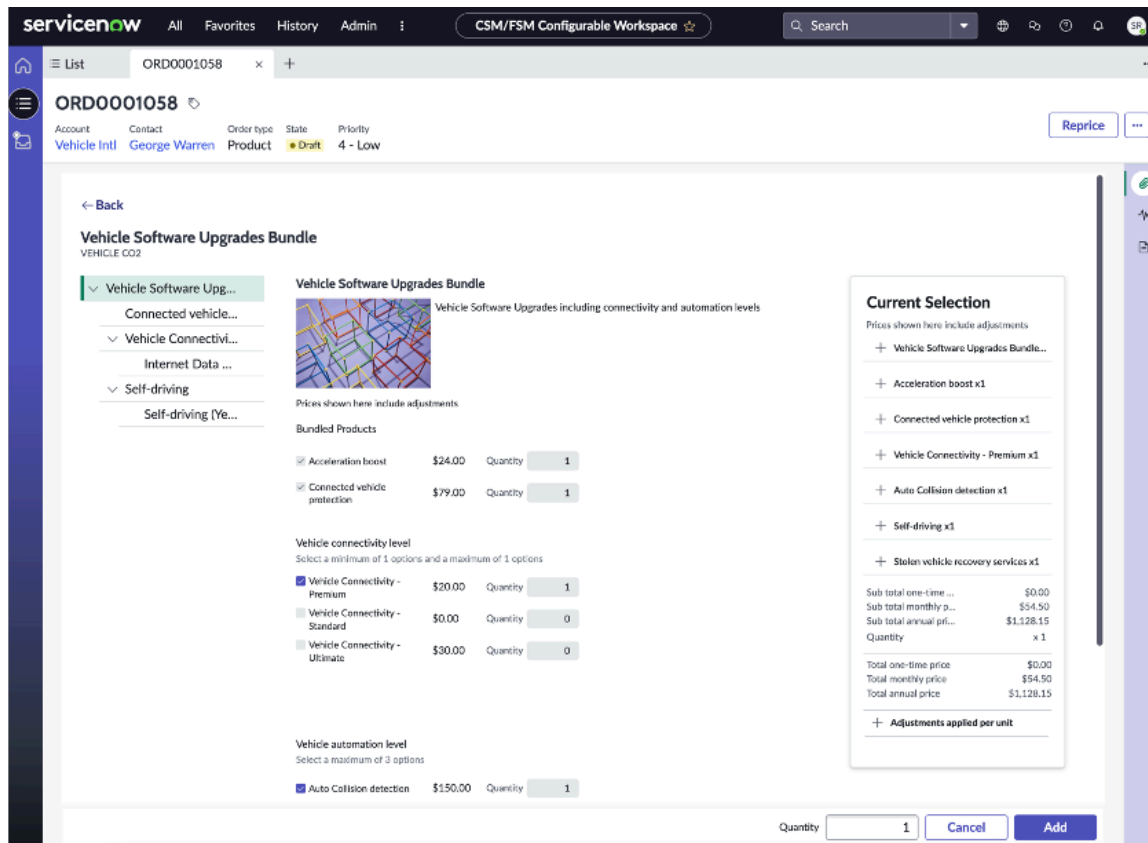 servicenow All Favorites History Admin CSM/FSM Configurable Workspace Search SR
List ORD0001058 × +
ORD0001058
Account Contact Order type State Priority
Vehicle Intl George Warren Product Draft 4 - Low
Reprice ...
← Back
Vehicle Software Upgrades Bundle
VEHICLE CO2
Vehicle Software Upg...
Connected vehicle...
Vehicle Connectivi...
Internet Data ...
Self-driving
Self-driving (Ye...
Vehicle Software Upgrades Bundle
Vehicle Software Upgrades including connectivity and automation levels
Prices shown here include adjustments
Bundled Products
Acceleration boost $24.00 Quantity 1
Connected vehicle
protection $79.00 Quantity 1
Vehicle connectivity level
Select a minimum of 1 options and a maximum of 1 options
Vehicle Connectivity -
Premium $20.00 Quantity 1
Vehicle Connectivity -
Standard $0.00 Quantity 0
Vehicle Connectivity -
Ultimate $30.00 Quantity 0
Vehicle automation level
Select a maximum of 3 options
Auto Collision detection $150.00 Quantity 1
Current Selection
Prices shown here include adjustments
+ Vehicle Software Upgrades Bundle...
+ Acceleration boost x1
+ Connected vehicle protection x1
+ Vehicle Connectivity - Premium x1
+ Auto Collision detection x1
+ Self-driving x1
+ Stolen vehicle recovery services x1
Sub total one-time ... $0.00
Sub total monthly p... $54.50
Sub total annual pri... $1,128.15
Quantity x 1
Total one-time price $0.00
Total monthly price $54.50
Total annual price $1,128.15
+ Adjustments applied per unit
Quantity 1 Cancel Add